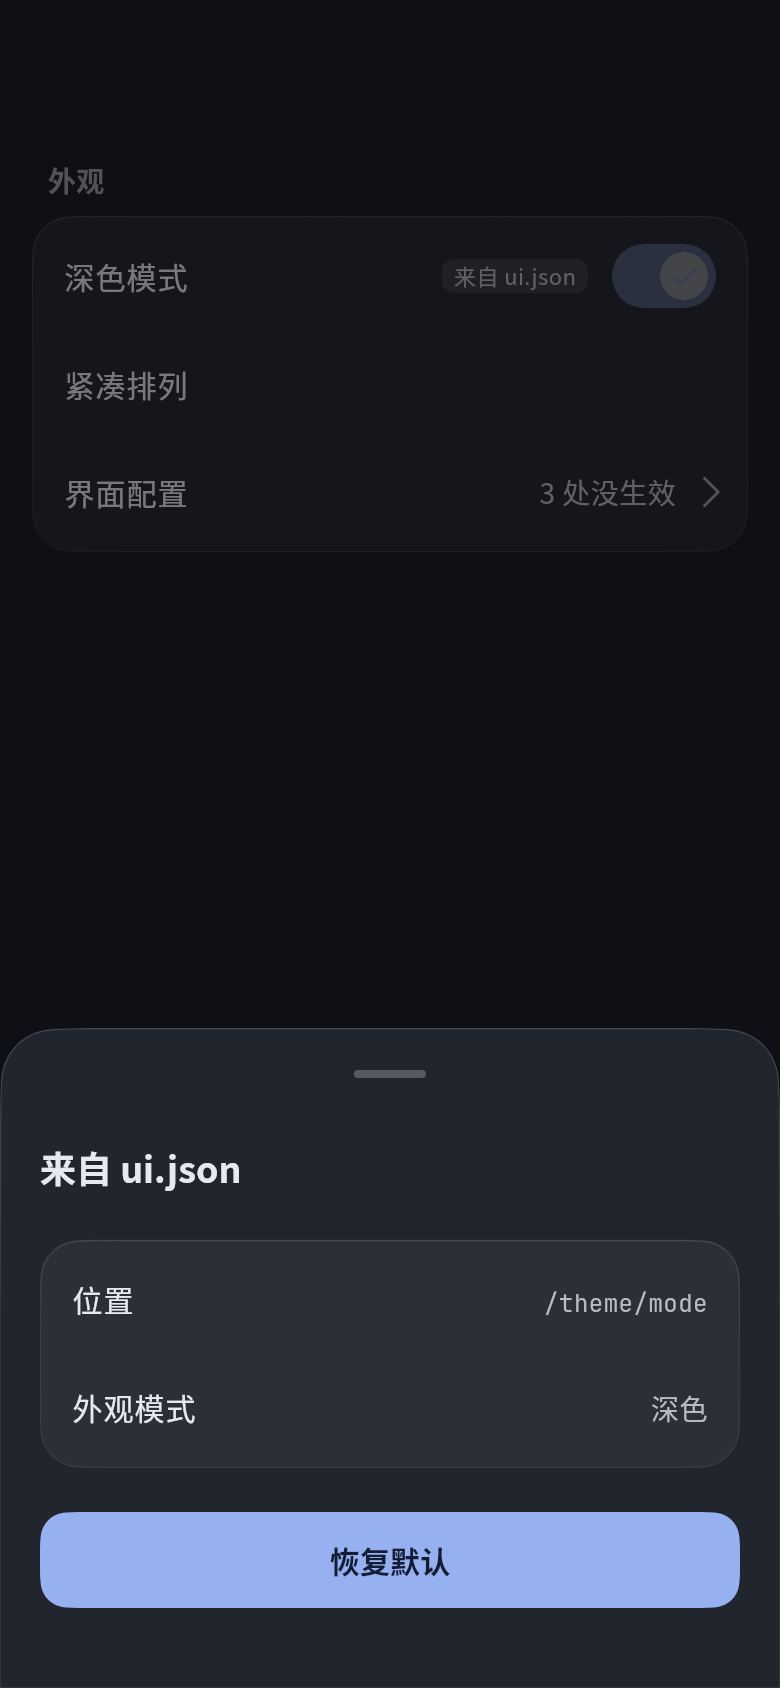 外观
深色模式 来自 ui.json
紧凑排列
界面配置 3 处没生效
来自 ui.json
位置 /theme/mode
外观模式 深色
恢复默认